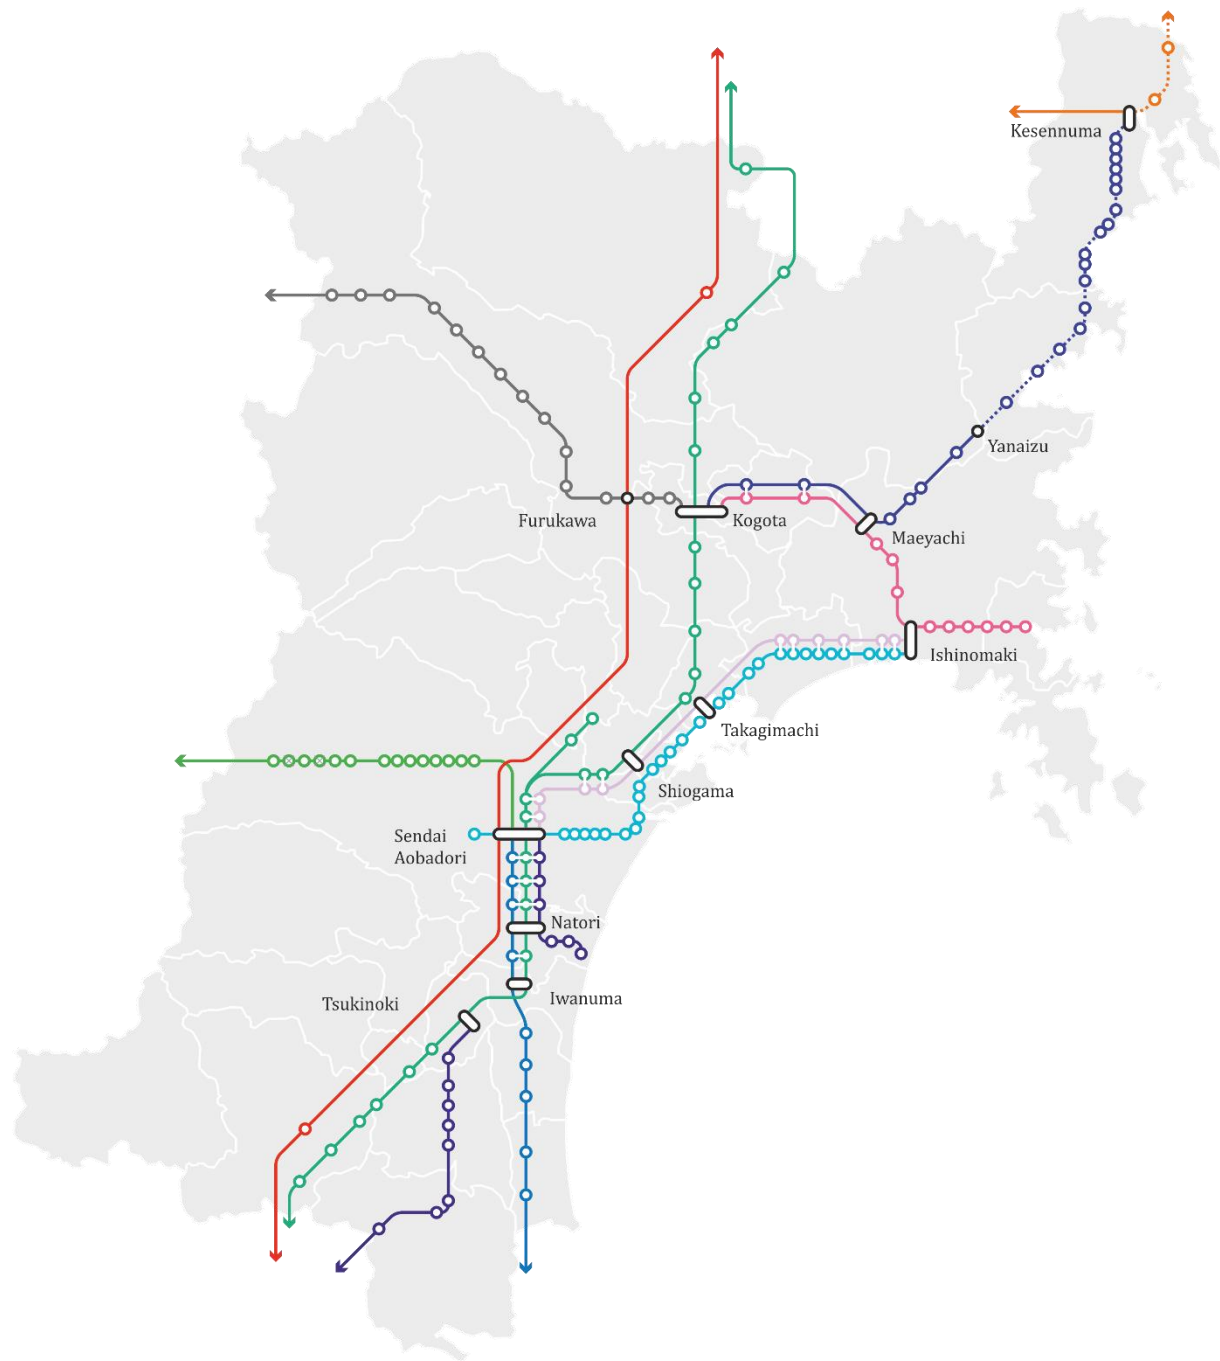 Kesennuma
Yanaizu
Furukawa
Kogota
Maeyachi
Ishinomaki
Takagimachi
Shiogama
Sendai
Aobadori
Natori
Iwanuma
Tsukinoki